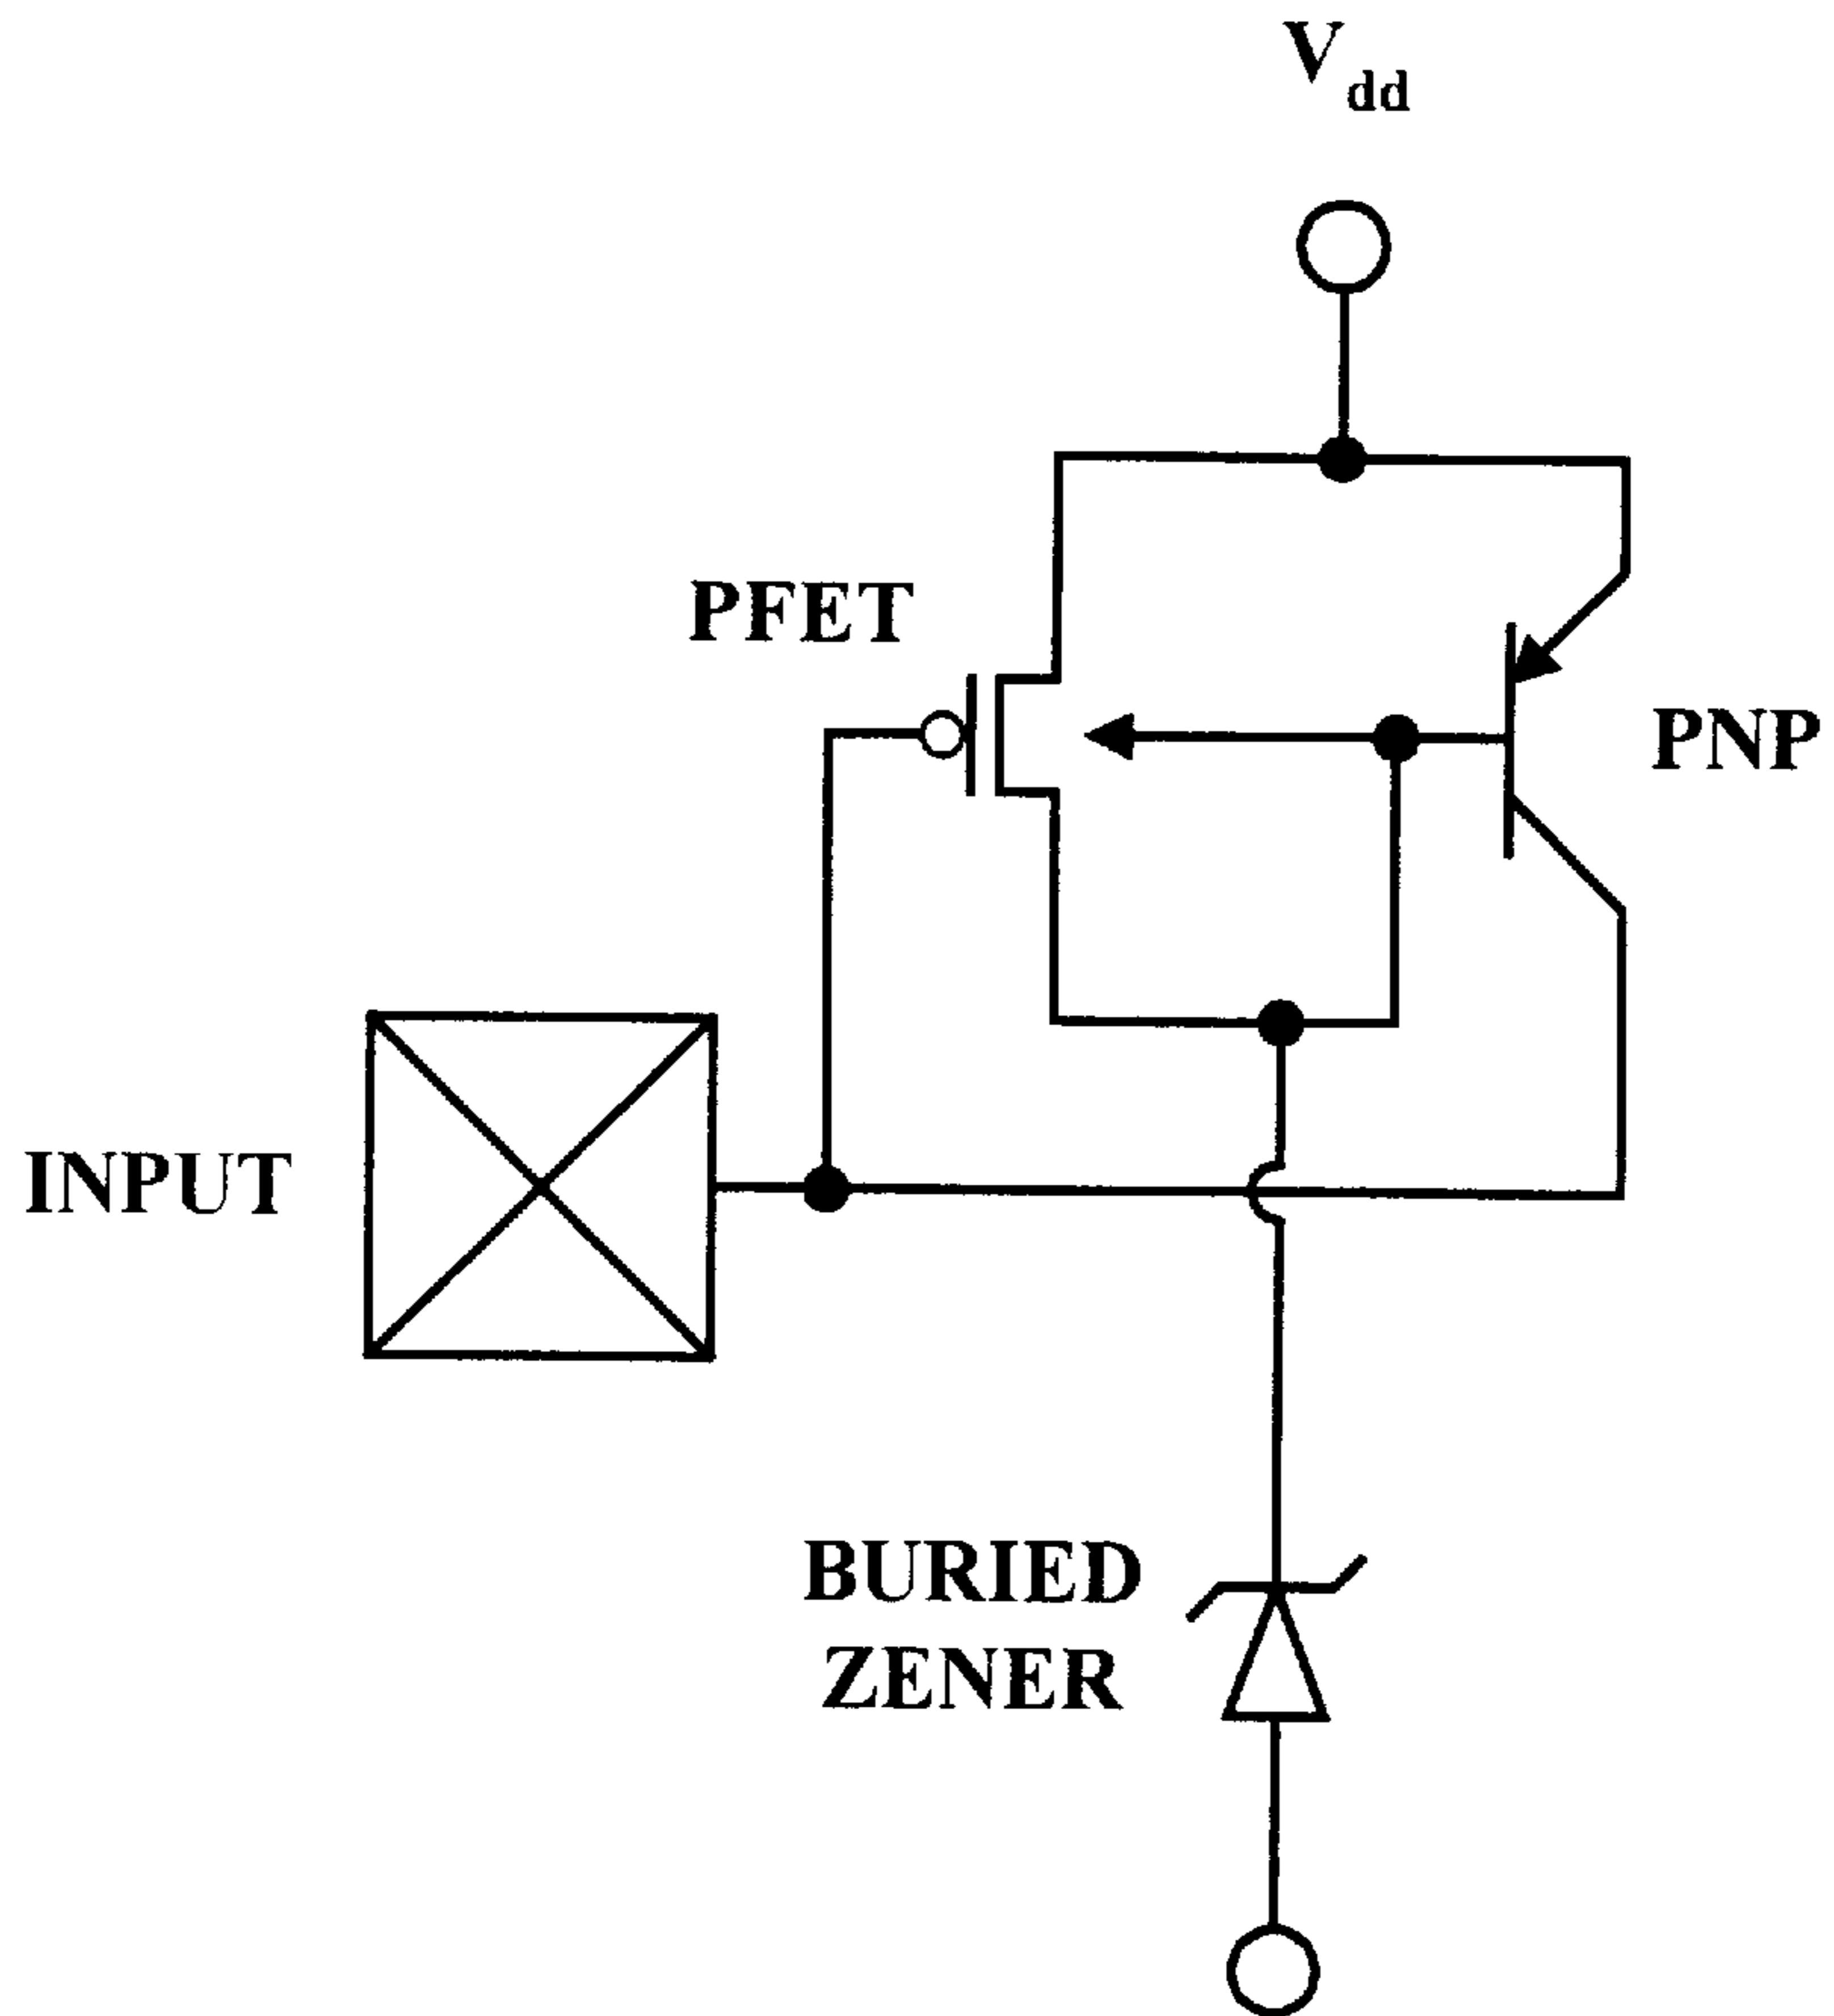 Vdd
PFET
PNP
INPUT
BURIED
ZENER